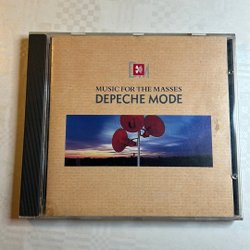 MUSIC FOR THE MASSES
DEPECHE MODE